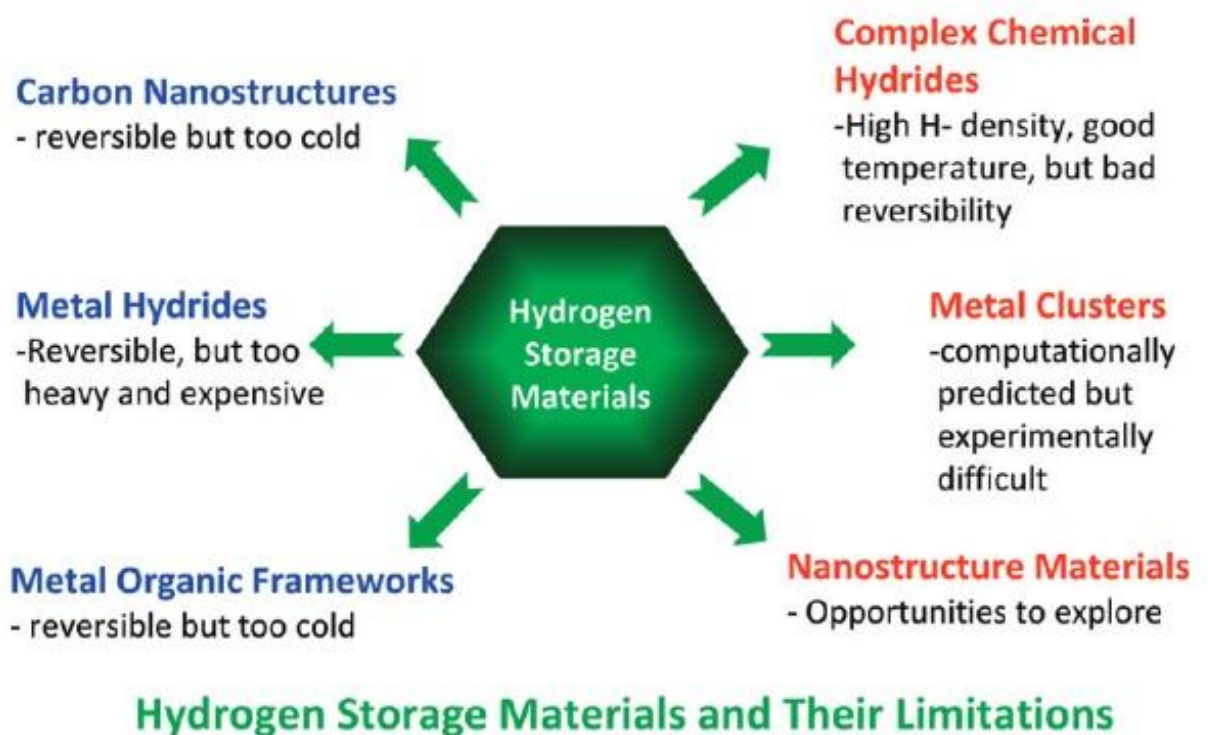 Carbon Nanostructures
- reversible but too cold
Metal Hydrides
-Reversible, but too
heavy and expensive
Metal Organic Frameworks
- reversible but too cold
Hydrogen
Storage
Materials
Complex Chemical
Hydrides
-High H- density, good
temperature, but bad
reversibility
Metal Clusters
-computationally
predicted but
experimentally
difficult
Nanostructure Materials
- Opportunities to explore
Hydrogen Storage Materials and Their Limitations